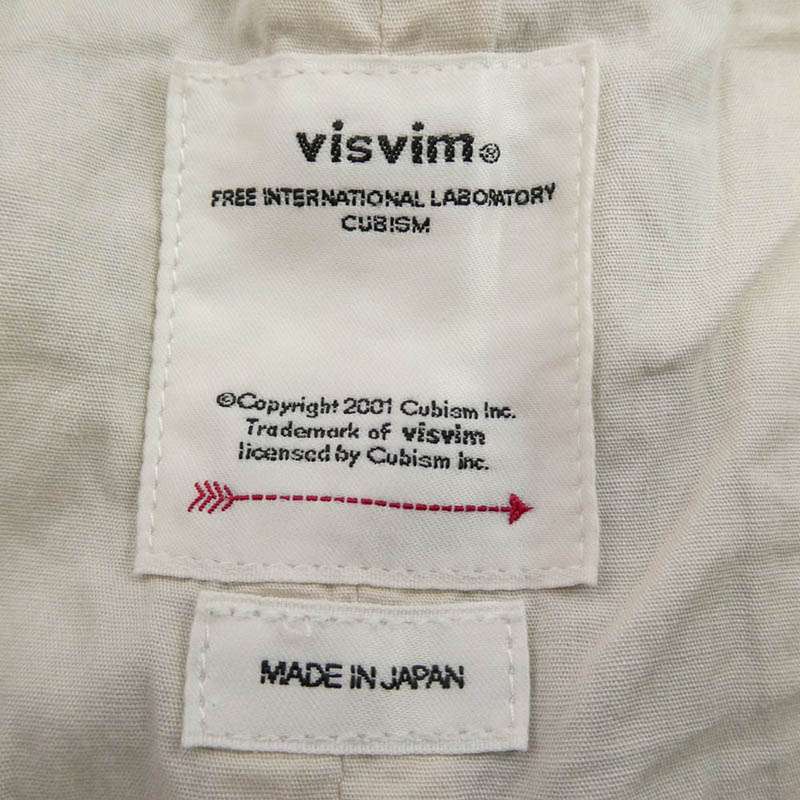 visvim®
FREE INTERNATIONAL LABORATORY
CUBISM
©Copyright 2001 Cubism Inc.
Trademark of visvim
licensed by Cubism Inc.
MADE IN JAPAN